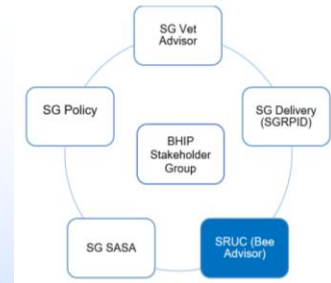 SG Vet
Advisor
SG Policy
SG Delivery
(SGRPID)
BHIP
Stakeholder
Group
SG SASA
SRUC (Bee
Advisor)